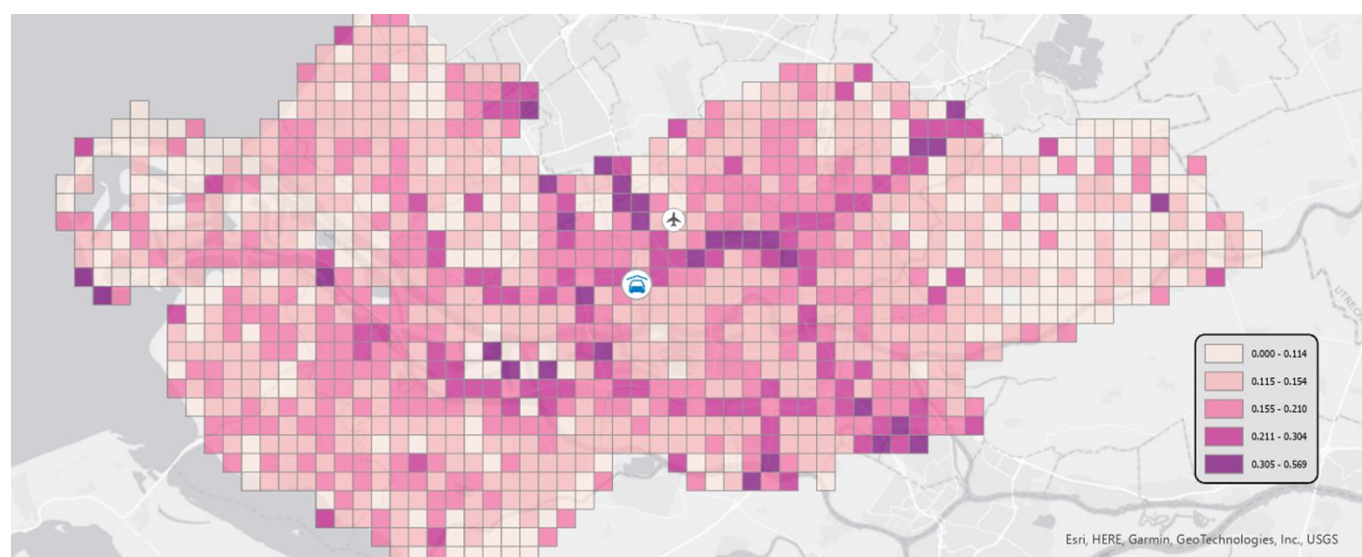 0.000 - 0.114
0.115 - 0.154
0.155 - 0.210
0.211 - 0.304
0.305 - 0.569
UTREC
Esri, HERE, Garmin, GeoTechnologies, Inc., USGS